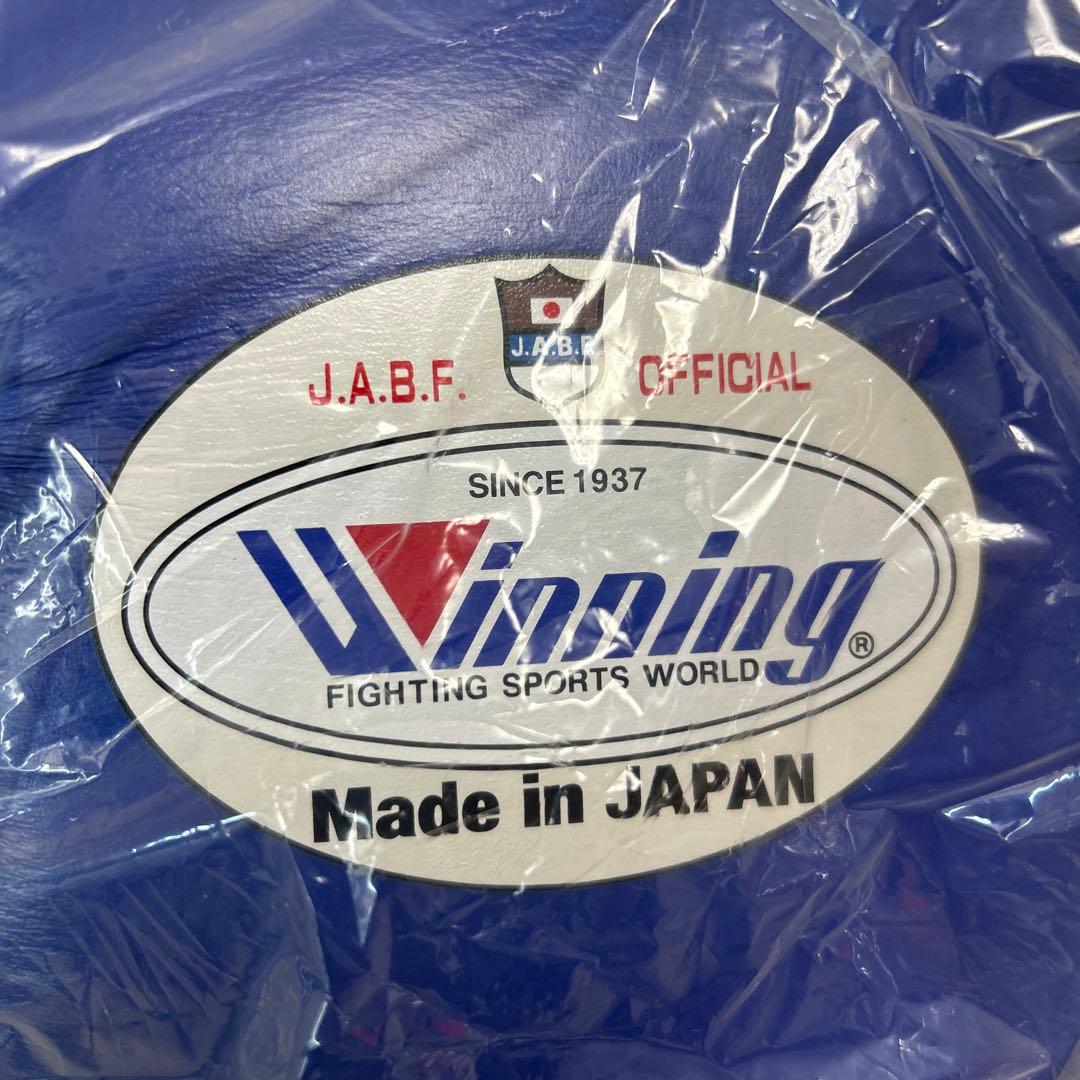 J.A.B.F.
J.A.B.F. OFFICIAL
SINCE 1937
Winning®
FIGHTING SPORTS WORLD
Made in JAPAN